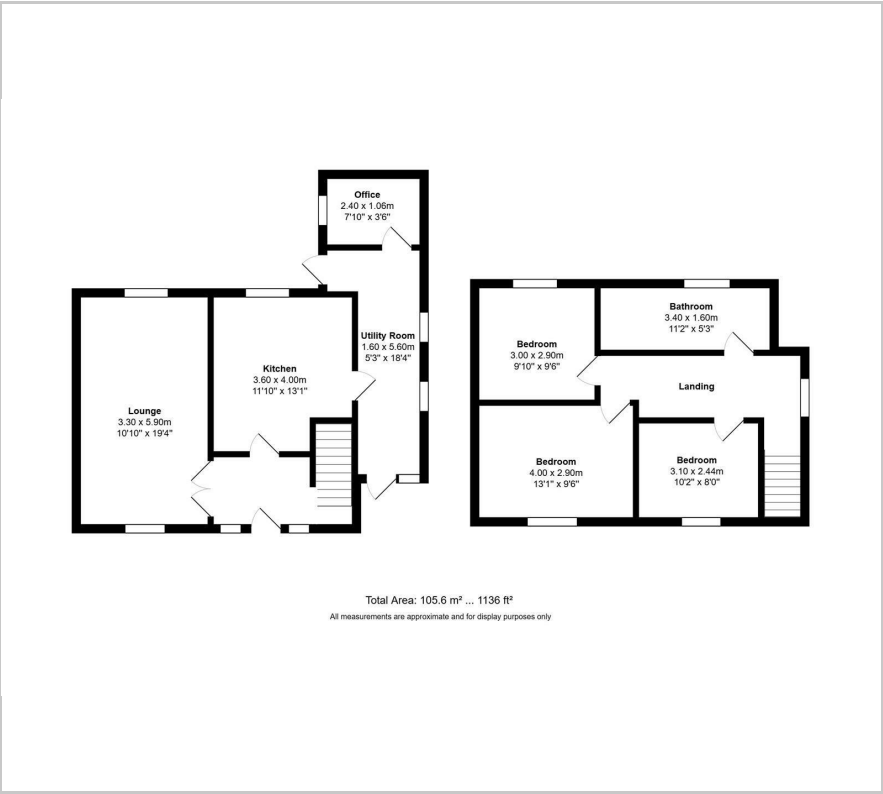 Office
2.40 x 1.06m
7'10" x 3'6"
Utility Room
1.60 x 5.60m
5'3" x 18'4"
Kitchen
3.60 x 4.00m
11'10" x 13'1"
Lounge
3.30 x 5.90m
10'10" x 19'4"
Bathroom
3.40 x 1.60m
11'2" x 5'3"
Bedroom
3.00 x 2.90m
9'10" x 9'6"
Landing
Bedroom
4.00 x 2.90m
13'1" x 9'6"
Bedroom
3.10 x 2.44m
10'2" x 8'0"
Total Area: 105.6 m² ... 1136 ft²
All measurements are approximate and for display purposes only